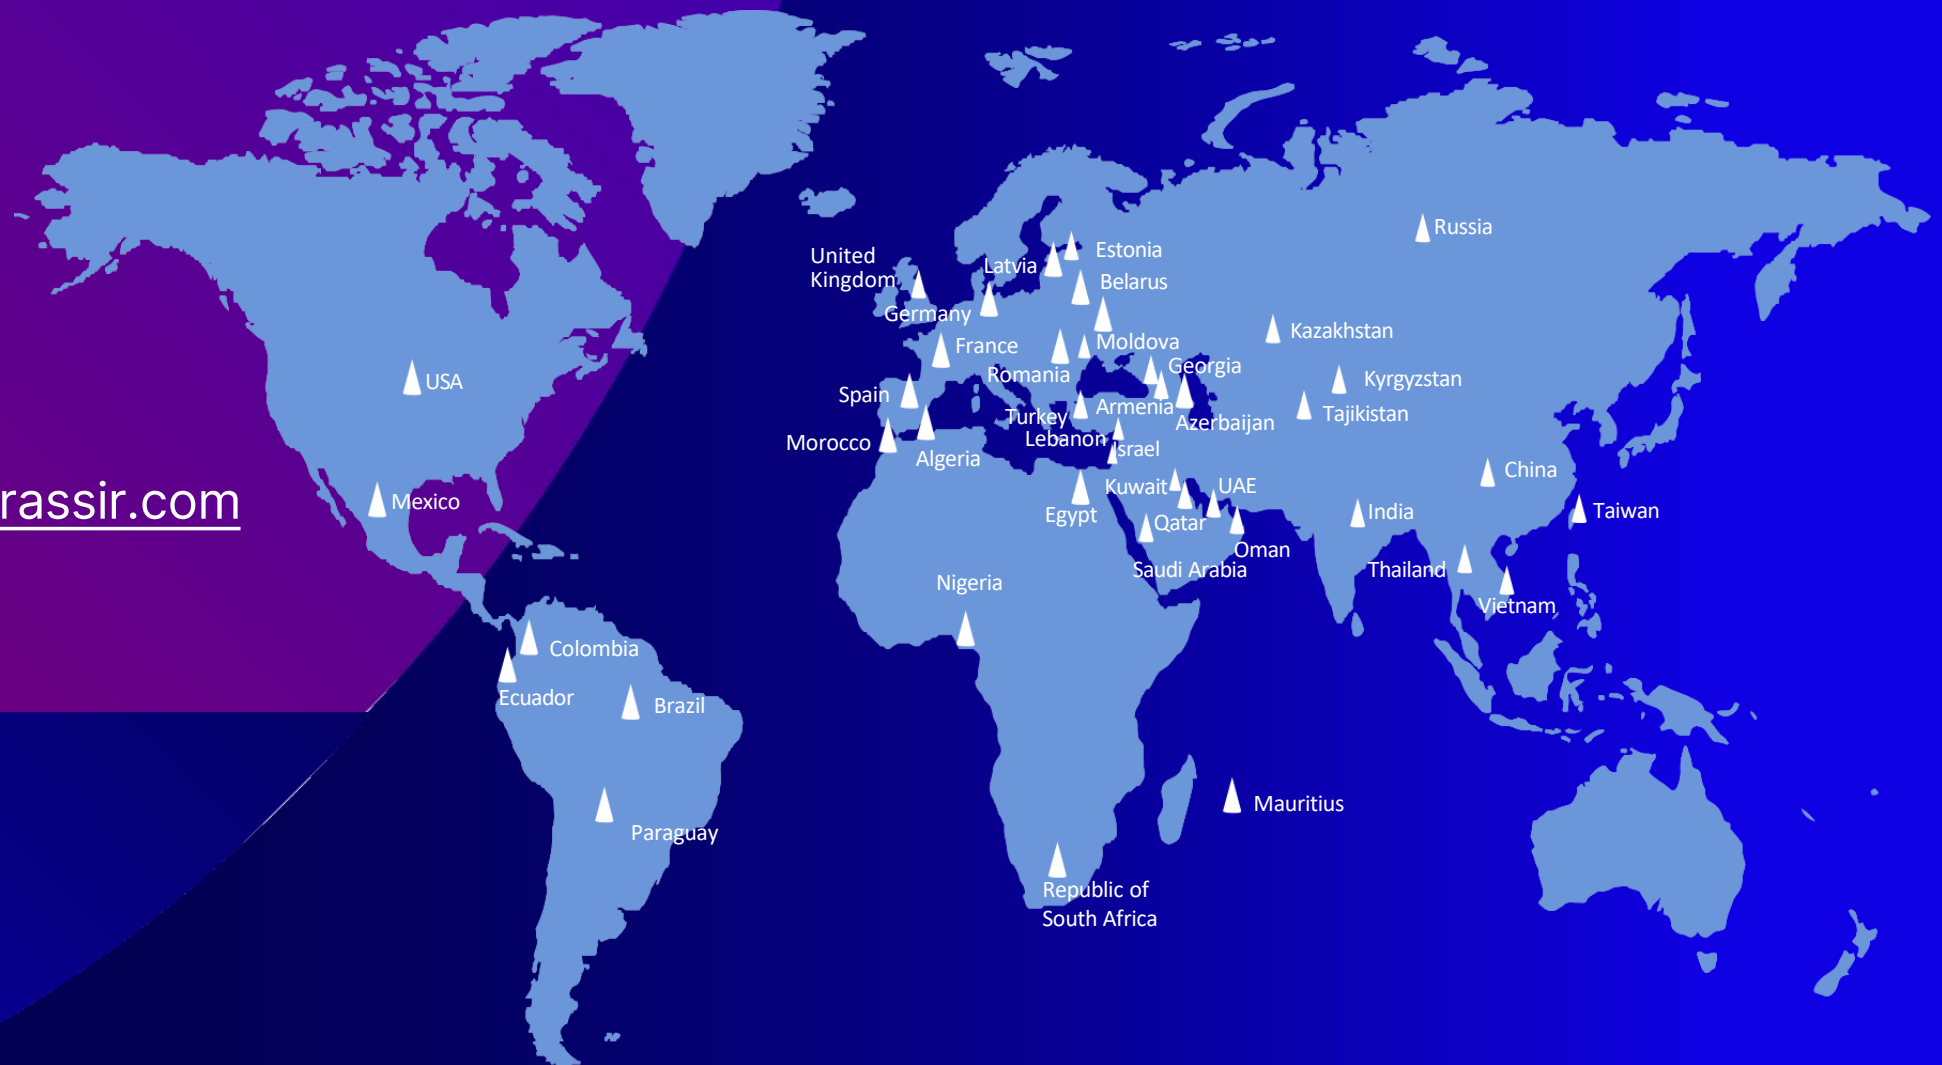 rassir.com
USA
Mexico
Colombia
Ecuador
Brazil
Paraguay
United
Kingdom
Germany
France
Spain
Morocco
Algeria
Latvia
Estonia
Belarus
Moldova
Romania
Georgia
Turkey
Armenia
Azerbaijan
Lebanon
Israel
Kuwait
UAE
Egypt
Qatar
Oman
Saudi Arabia
Nigeria
Mauritius
Republic of
South Africa
Russia
Kazakhstan
Kyrgyzstan
Tajikistan
China
India
Taiwan
Thailand
Vietnam